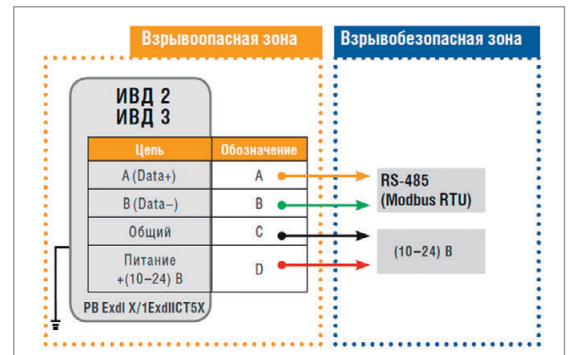 Взрывоопасная зона
Взрывобезопасная зона
ИВД 2
ИВД 3
Цепь Обозначение
A (Data+) A
B (Data–) B
Общий C
Питание
+(10–24) В D
РВ ExdI X/1ExdIICT5X
RS-485
(Modbus RTU)
(10–24) В